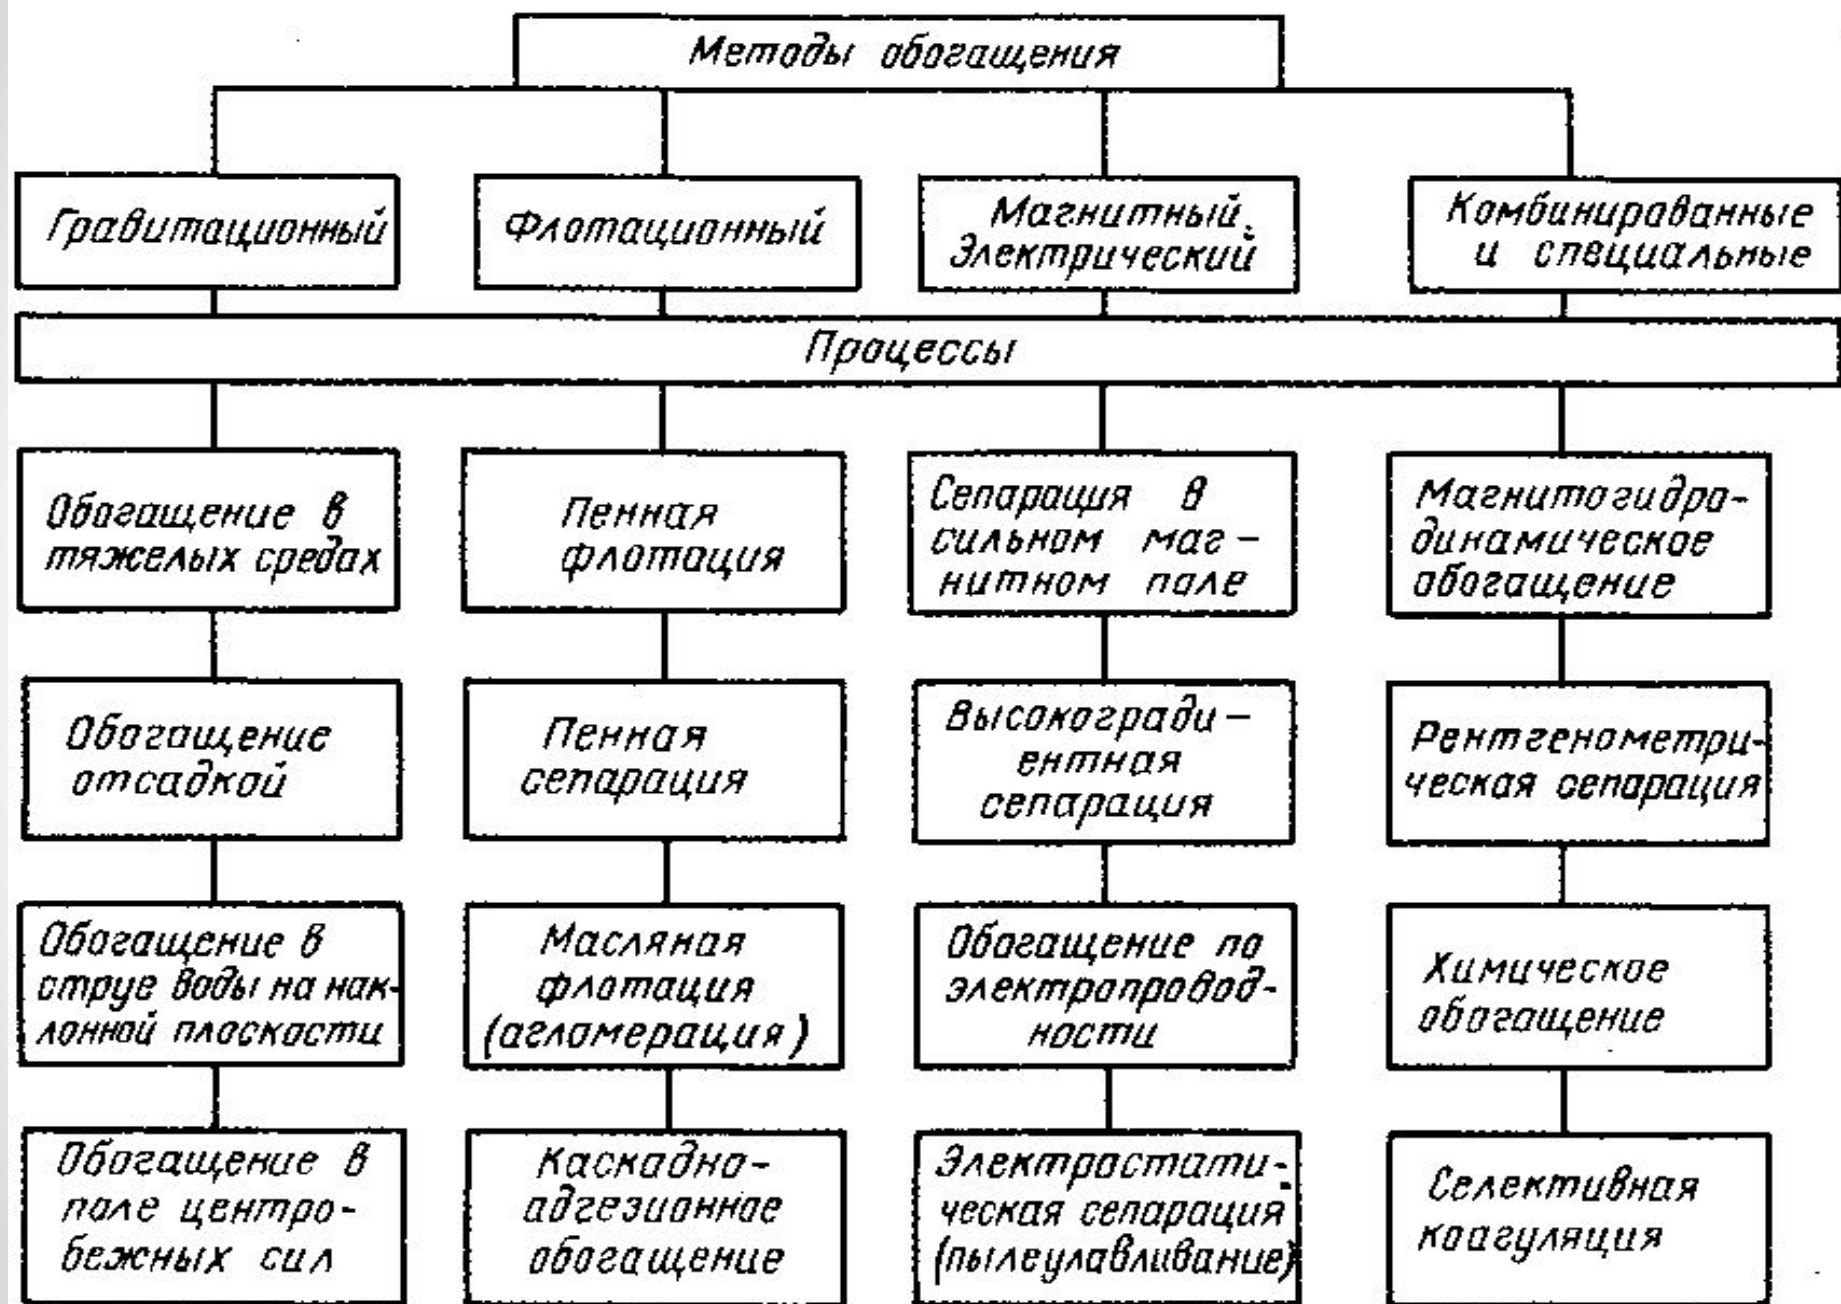 Методы обогащения
Гравитационный
Флотационный
Магнитный,
Электрический
Комбинированные
и специальные
Процессы
Обогащение в
тяжелых средах
Пенная
флотация
Сепарация в
сильном маг-
нитном поле
Магнитогидро-
динамическое
обогащение
Обогащение
отсадкой
Пенная
сепарация
Высокогради-
ентная
сепарация
Рентгенометри-
ческая сепарация
Обогащение в
струе воды на нак-
лонной плоскости
Масляная
флотация
(агломерация)
Обогащение по
электропровод-
ности
Химическое
обогащение
Обогащение в
поле центро-
бежных сил
Каскадно-
адгезионное
обогащение
Электростати-
ческая сепарация
(пылеулавливание)
Селективная
коагуляция